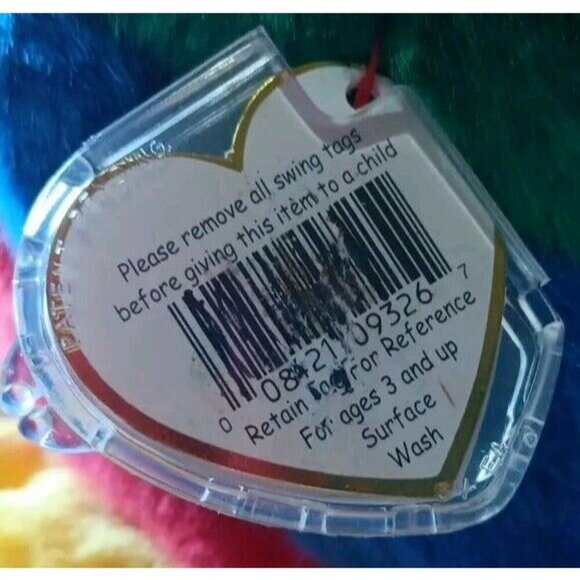 Please remove all swing tags
before giving this item to a child
0 08421 09326 7
Retain Tag For Reference
For ages 3 and up
Surface
Wash